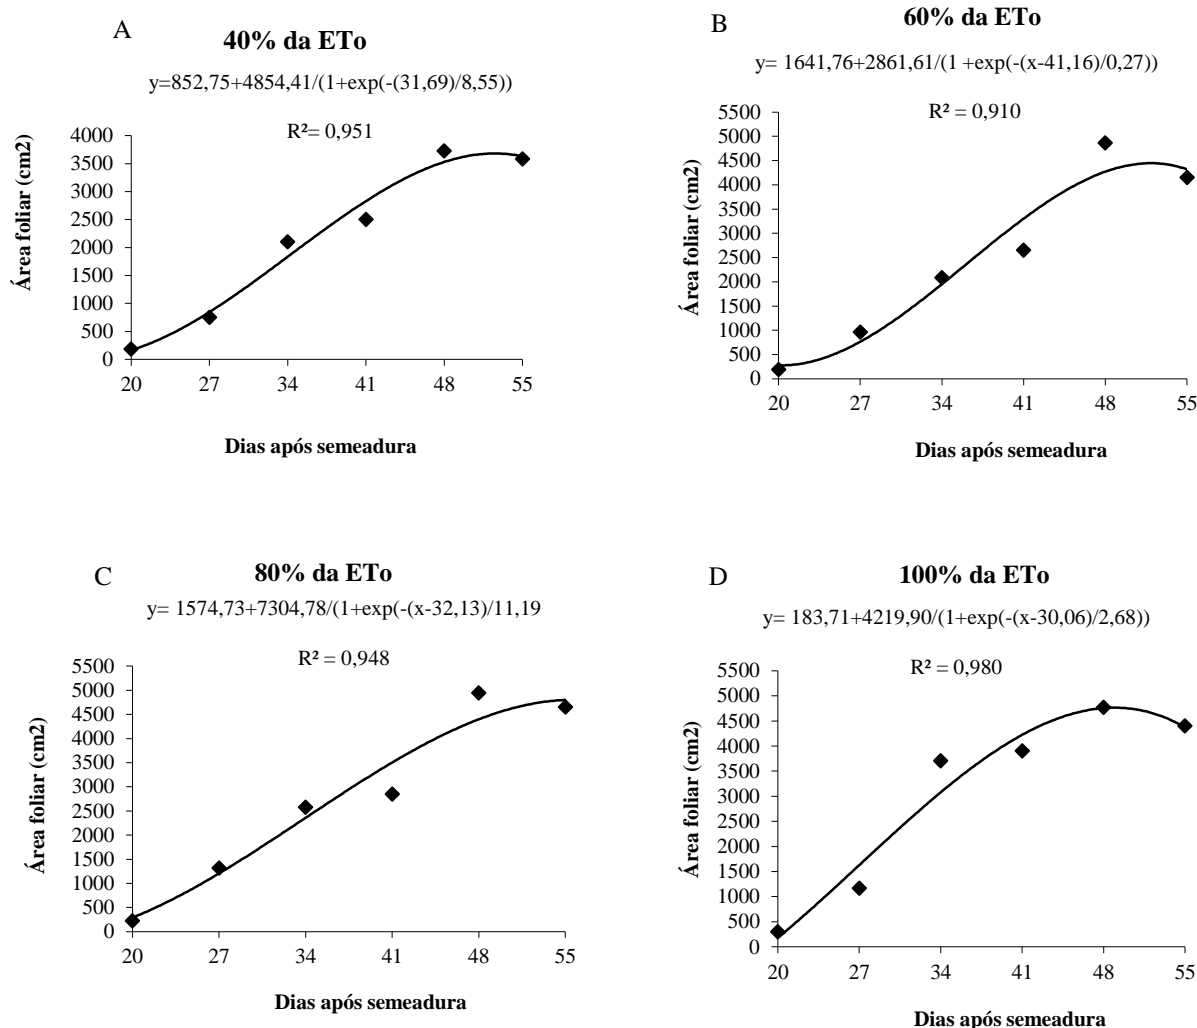 A
40% da ETo
y=852,75+4854,41/(1+exp(-(31,69)/8,55))
R²= 0,951
Área foliar (cm2)
4000
3500
3000
2500
2000
1500
1000
500
0
20 27 34 41 48 55
Dias após semeadura
B
60% da ETo
y= 1641,76+2861,61/(1 +exp(-(x-41,16)/0,27))
R² = 0,910
Área foliar (cm2)
5500
5000
4500
4000
3500
3000
2500
2000
1500
1000
500
0
20 27 34 41 48 55
Dias após semeadura
C
80% da ETo
y= 1574,73+7304,78/(1+exp(-(x-32,13)/11,19
R² = 0,948
Área foliar (cm2)
5500
5000
4500
4000
3500
3000
2500
2000
1500
1000
500
0
20 27 34 41 48 55
Dias após semeadura
D
100% da ETo
y= 183,71+4219,90/(1+exp(-(x-30,06)/2,68))
R² = 0,980
Área foliar (cm2)
5500
5000
4500
4000
3500
3000
2500
2000
1500
1000
500
0
20 27 34 41 48 55
Dias após semeadura